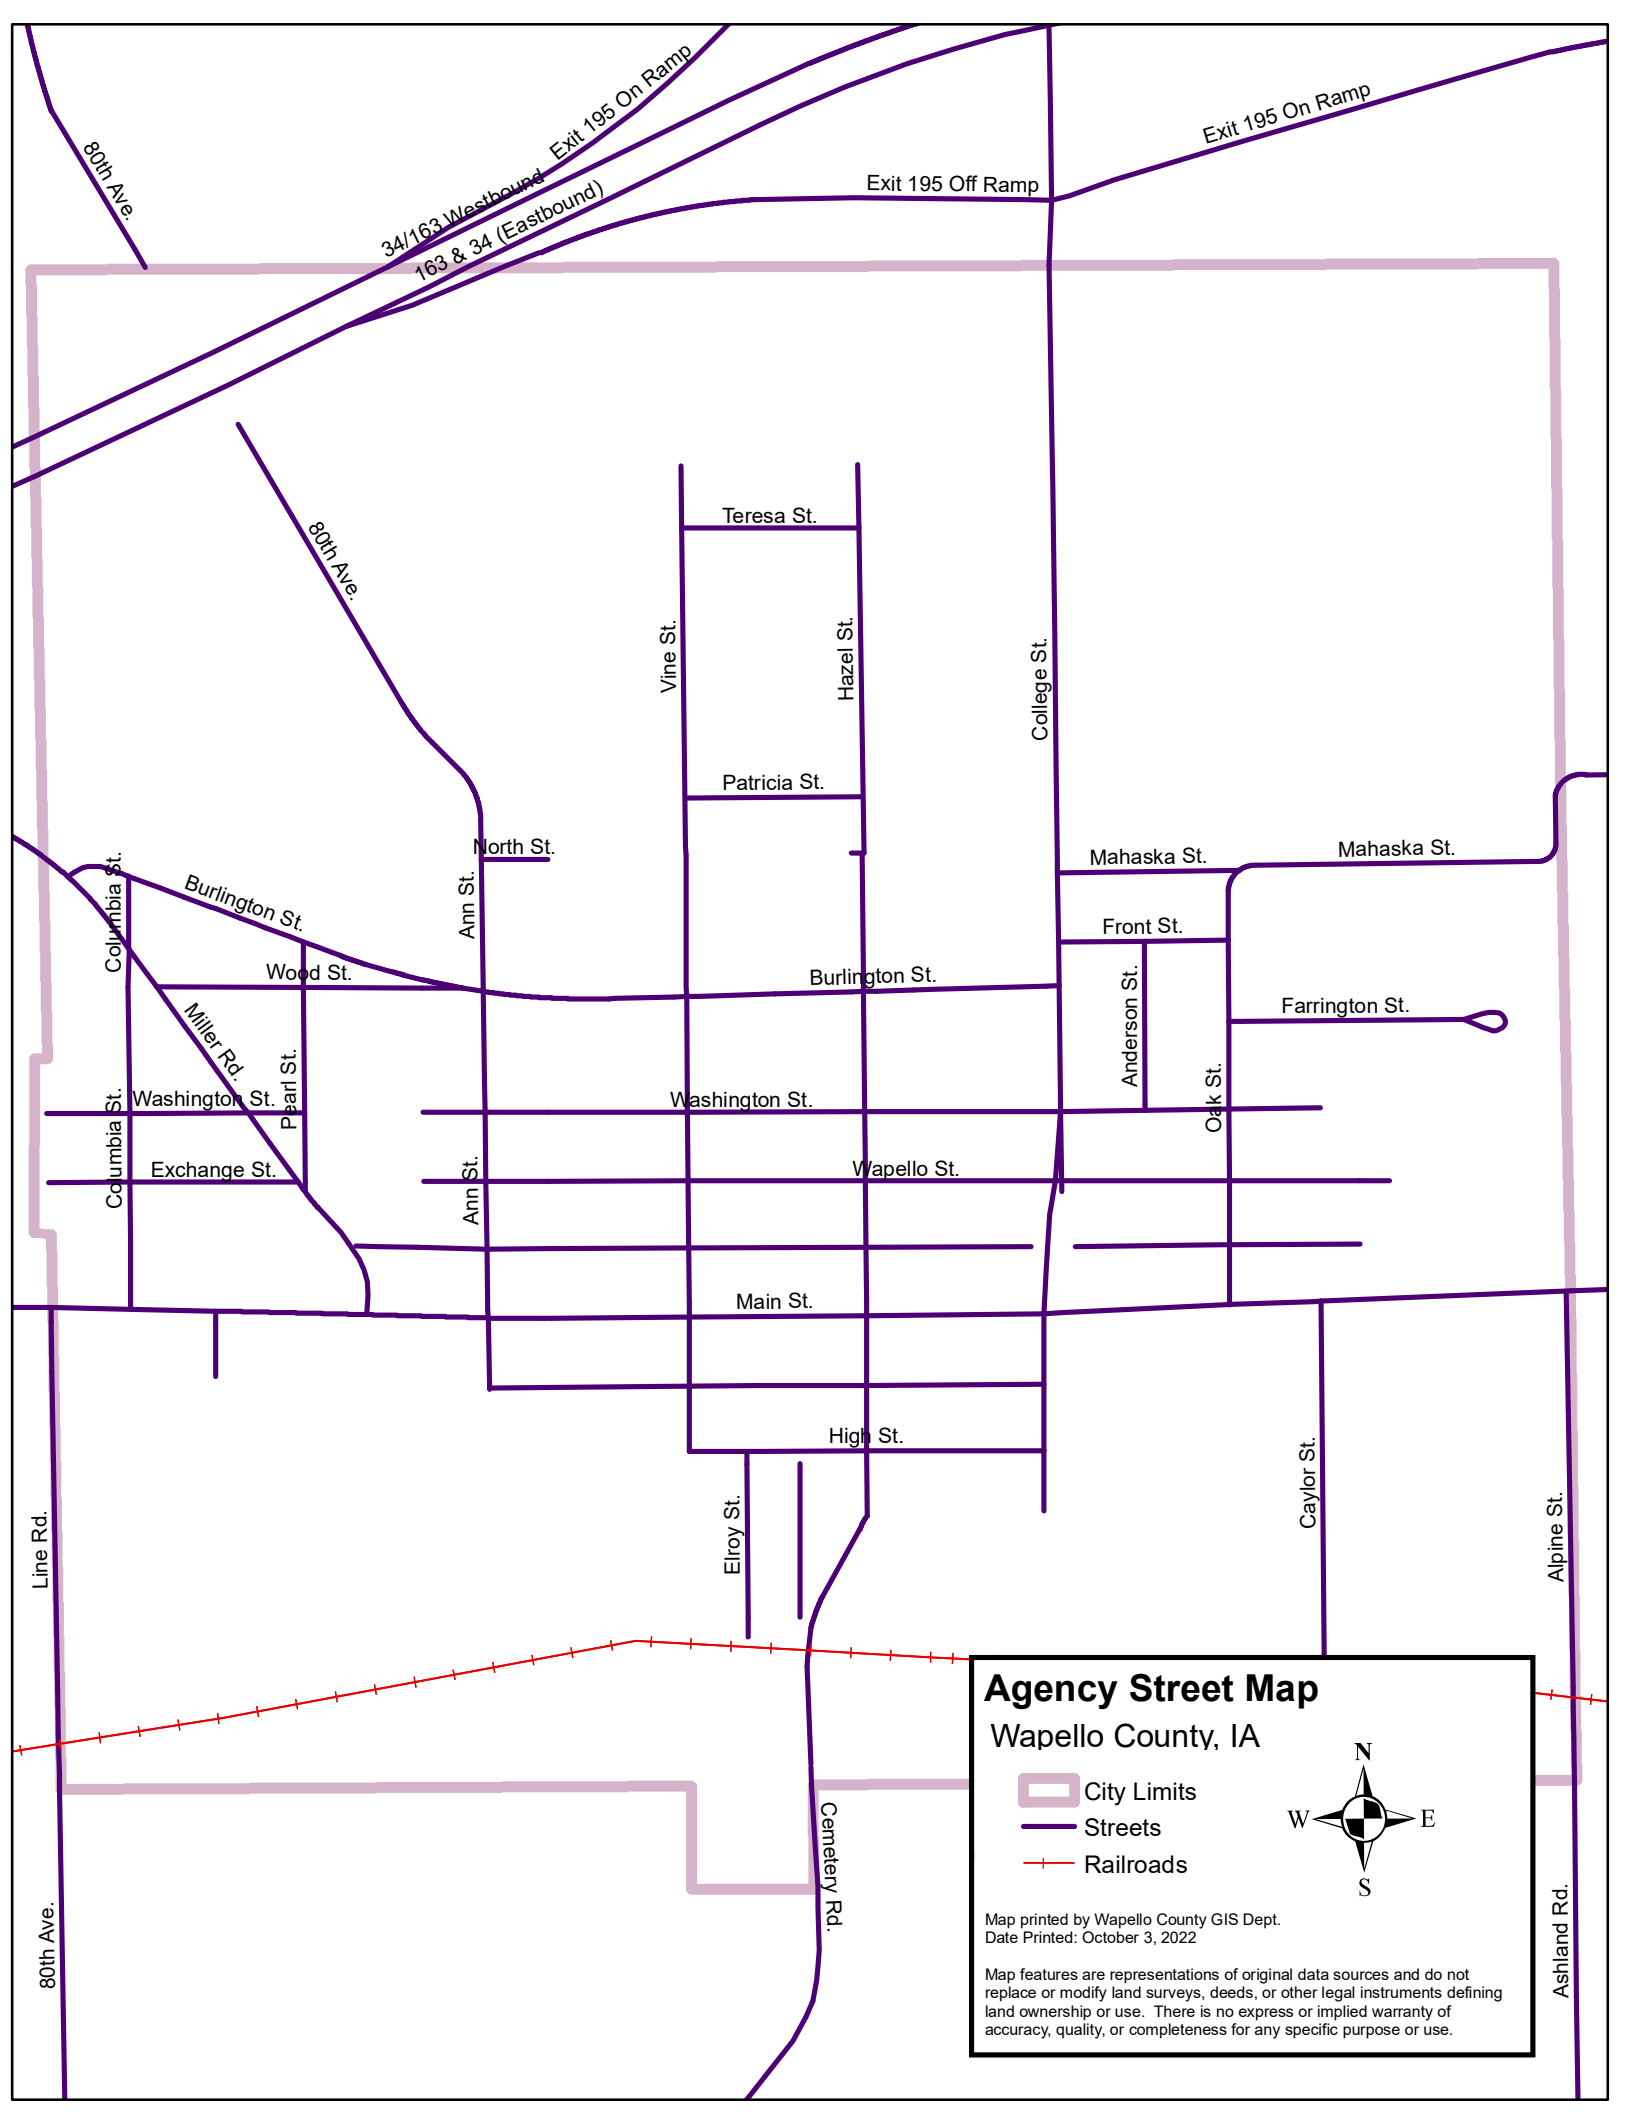 Exit 195 On Ramp
80th Ave.
Exit 195 On Ramp
34/163 Westbound
163 & 34 (Eastbound)
Exit 195 Off Ramp
Teresa St.
80th Ave.
Vine St.
Hazel St.
College St.
Patricia St.
North St.
Mahaska St.
Mahaska St.
Columbia St.
Burlington St.
Ann St.
Front St.
Wood St.
Burlington St.
Anderson St.
Farrington St.
Miller Rd.
Pearl St.
Oak St.
Washington St.
Washington St.
Columbia St.
Exchange St.
Ann St.
Wapello St.
Main St.
High St.
Line Rd.
Elroy St.
Caylor St.
Alpine St.
Agency Street Map
Wapello County, IA
N
W
E
S
City Limits
Streets
Railroads
Cemetery Rd.
80th Ave.
Ashland Rd.
Map printed by Wapello County GIS Dept.
Date Printed: October 3, 2022
Map features are representations of original data sources and do not
replace or modify land surveys, deeds, or other legal instruments defining
land ownership or use.  There is no express or implied warranty of
accuracy, quality, or completeness for any specific purpose or use.